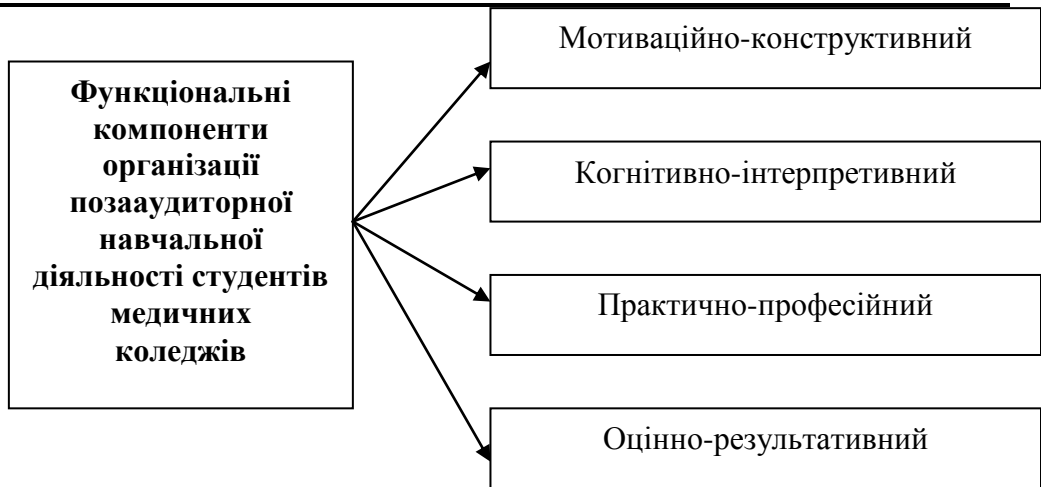 Функціональні
компоненти
організації
позааудиторної
навчальної
діяльності студентів
медичних
коледжів
Мотиваційно-конструктивний
Когнітивно-інтерпретивний
Практично-професійний
Оцінно-результативний